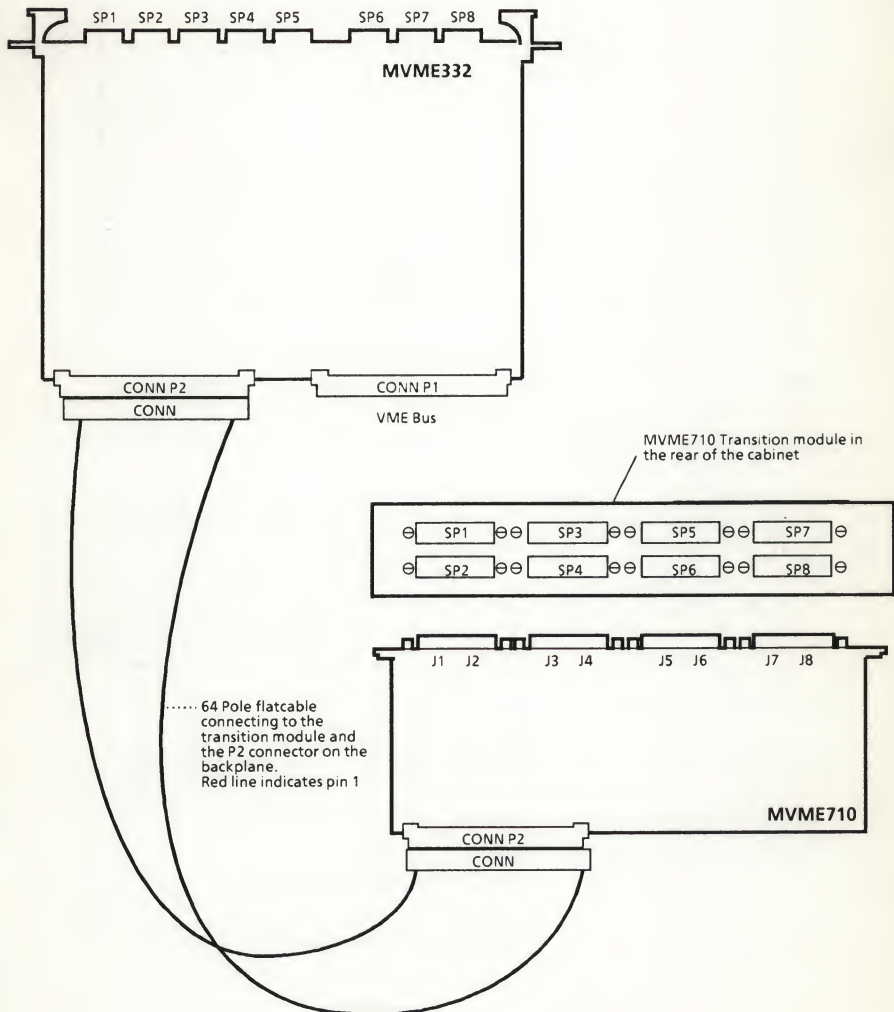 SP1 SP2 SP3 SP4 SP5 SP6 SP7 SP8
MVME332
CONN P2 CONN P1
CONN
VME Bus
MVME710 Transition module in
the rear of the cabinet
SP1 SP3 SP5 SP7
SP2 SP4 SP6 SP8
J1 J2 J3 J4 J5 J6 J7 J8
64 Pole flatcable
connecting to the
transition module and
the P2 connector on the
backplane.
Red line indicates pin 1
MVME710
CONN P2
CONN